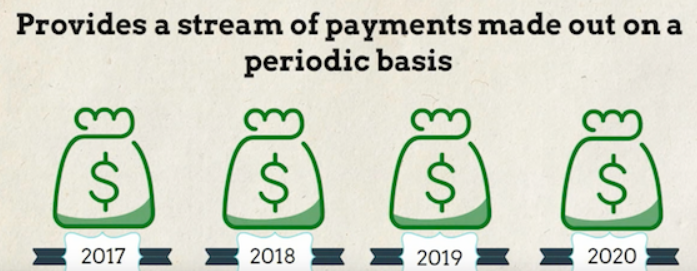 Provides a stream of payments made out on a
periodic basis
$ $ $ $
2017 2018 2019 2020